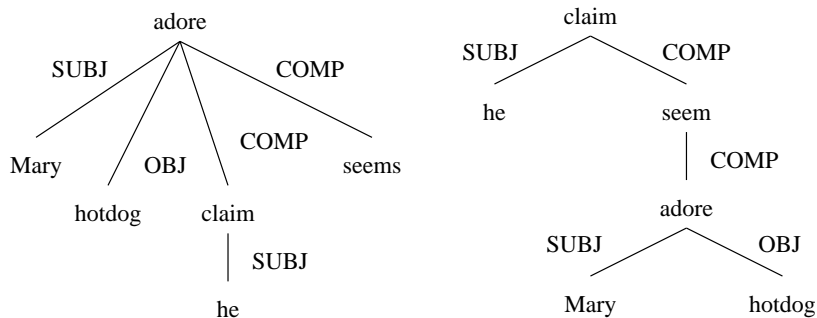 adore
SUBJ COMP
Mary OBJ COMP seems
hotdog claim
SUBJ
he
claim
SUBJ COMP
he seem
COMP
adore
SUBJ OBJ
Mary hotdog